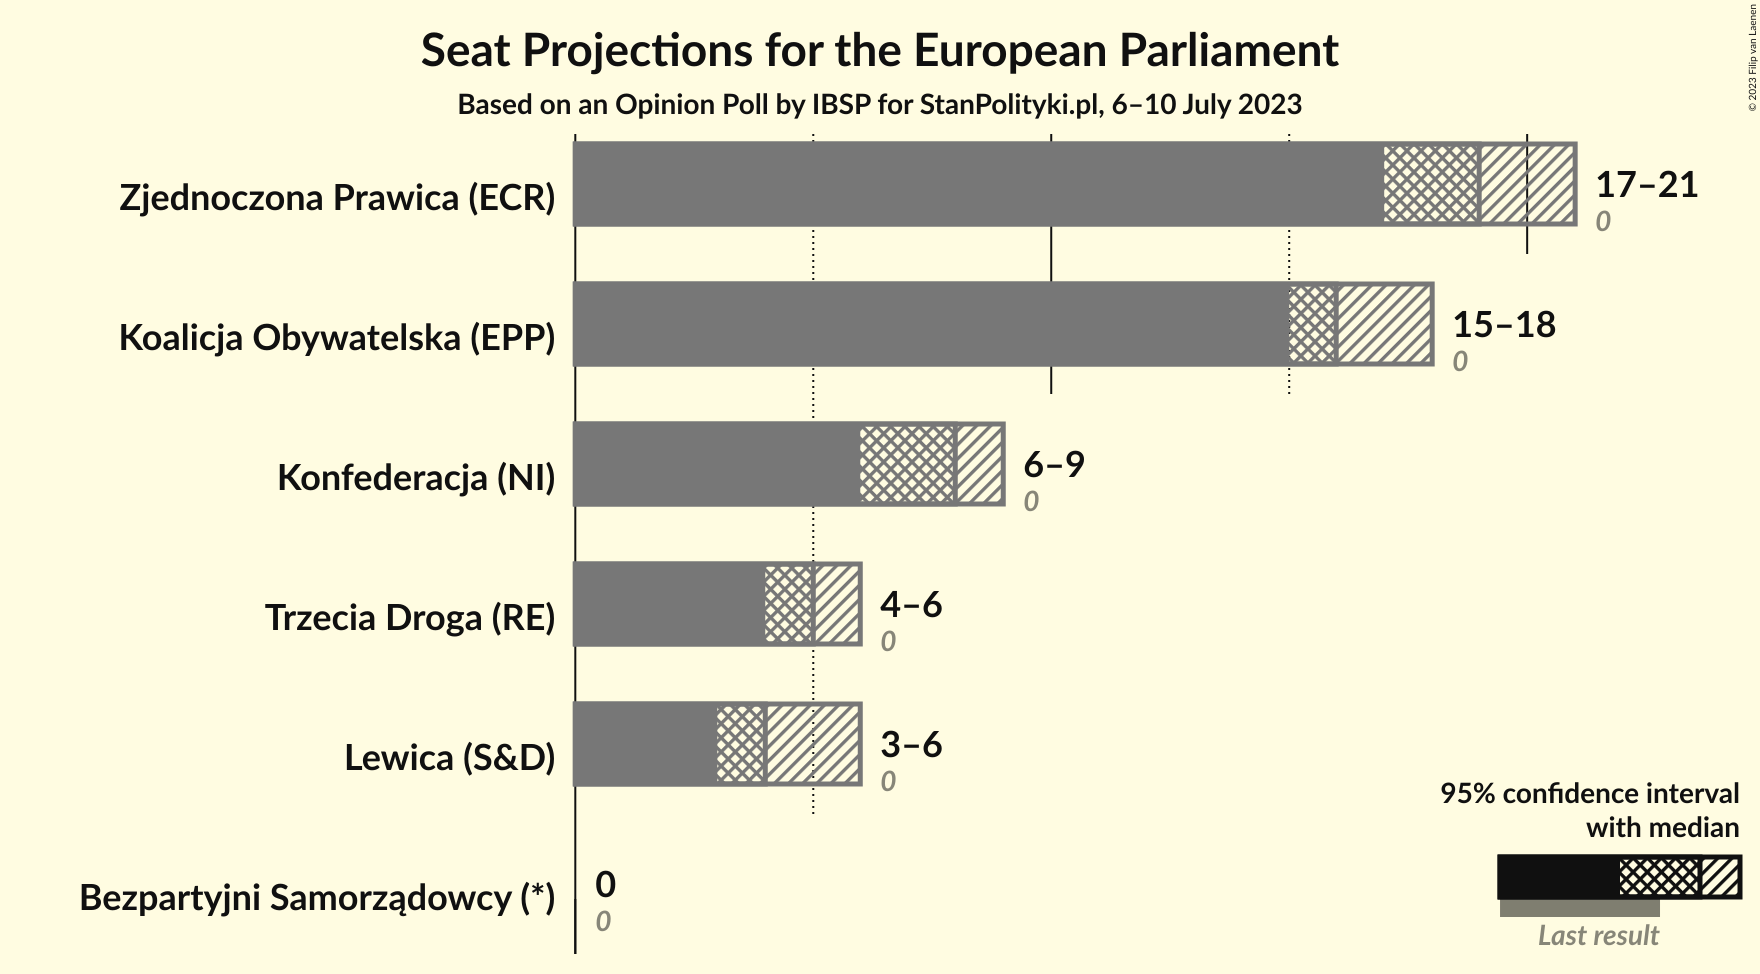 Seat Projections for the European Parliament
Based on an Opinion Poll by IBSP for StanPolityki.pl, 6–10 July 2023
© 2023 Filip van Laenen
Zjednoczona Prawica (ECR)
17–21
0
Koalicja Obywatelska (EPP)
15–18
0
Konfederacja (NI)
6–9
0
Trzecia Droga (RE)
4–6
0
Lewica (S&D)
3–6
0
Bezpartyjni Samorządowcy (*)
0
0
95% confidence interval
with median
Last result